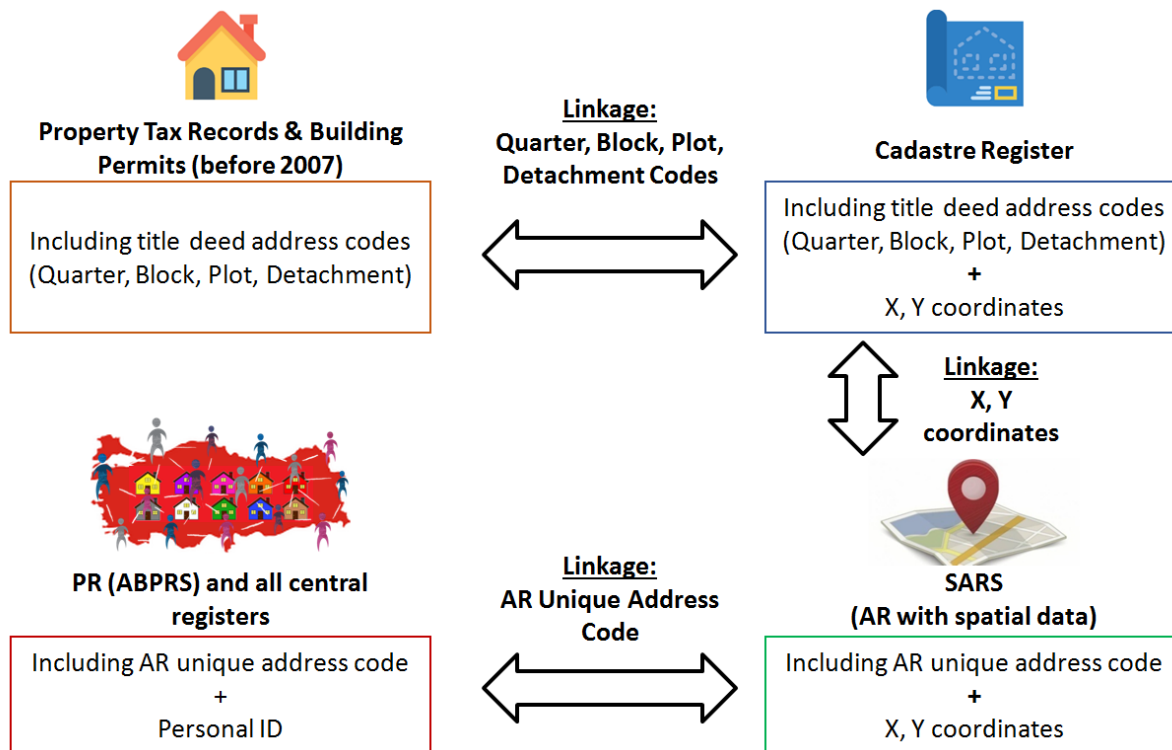 Property Tax Records & Building
Permits (before 2007)
Including title deed address codes
(Quarter, Block, Plot, Detachment)
Linkage:
Quarter, Block, Plot,
Detachment Codes
Cadastre Register
Including title deed address codes
(Quarter, Block, Plot, Detachment)
+
X, Y coordinates
Linkage:
X, Y
coordinates
PR (ABPRS) and all central
registers
Including AR unique address code
+
Personal ID
Linkage:
AR Unique Address
Code
SARS
(AR with spatial data)
Including AR unique address code
+
X, Y coordinates